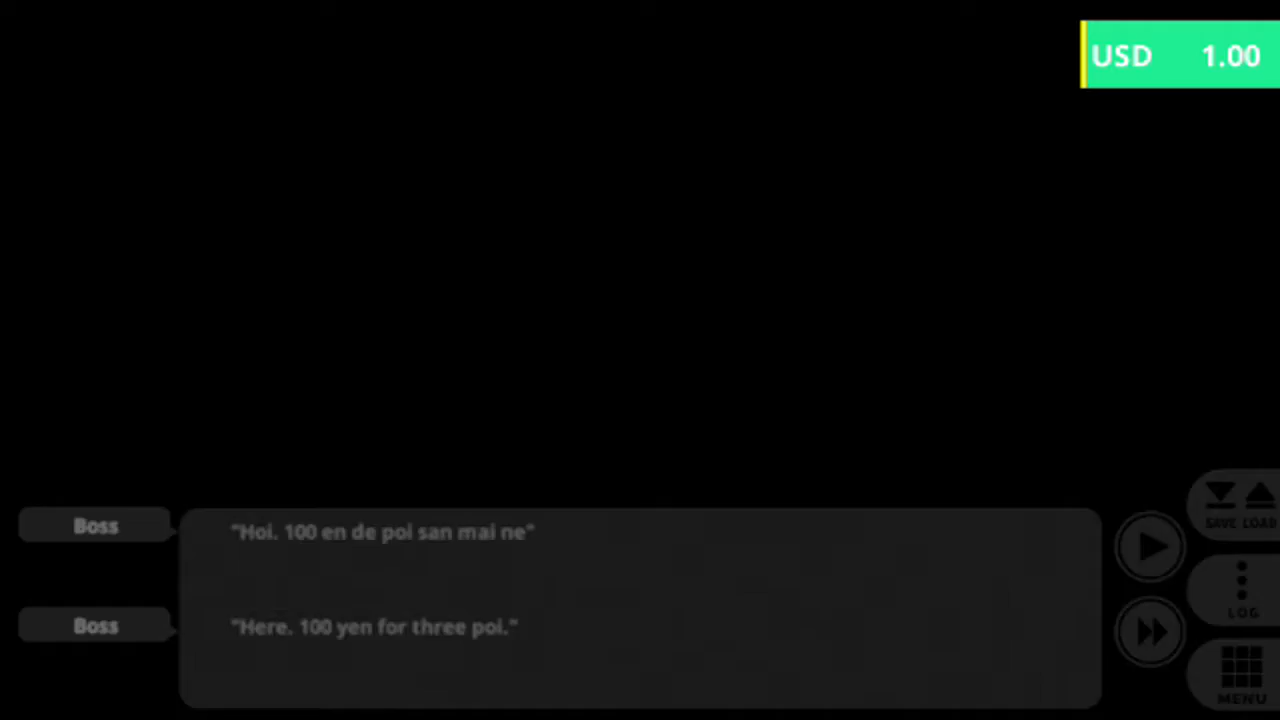 USD 1.00
Boss
"Hoi. 100 en de poi san mai ne"
Boss
"Here. 100 yen for three poi."
SAVE LOAD
LOG
MENU